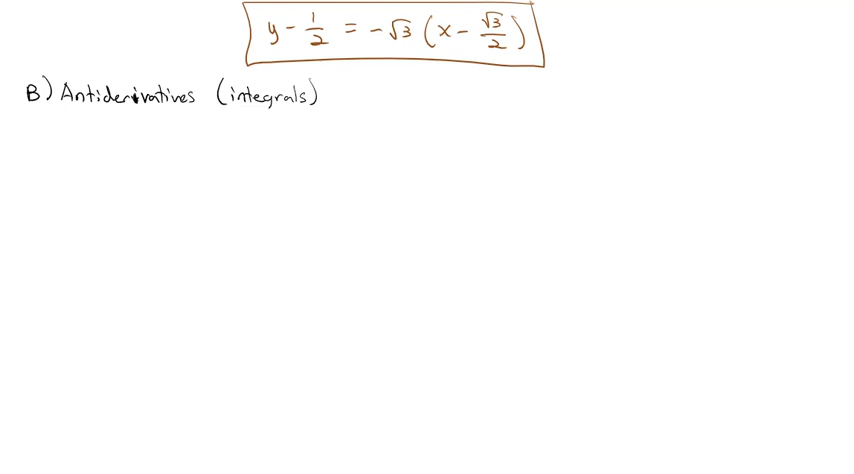 y - 1/2 = -√3 (x - √3/2)
B) Antiderivatives (integrals)